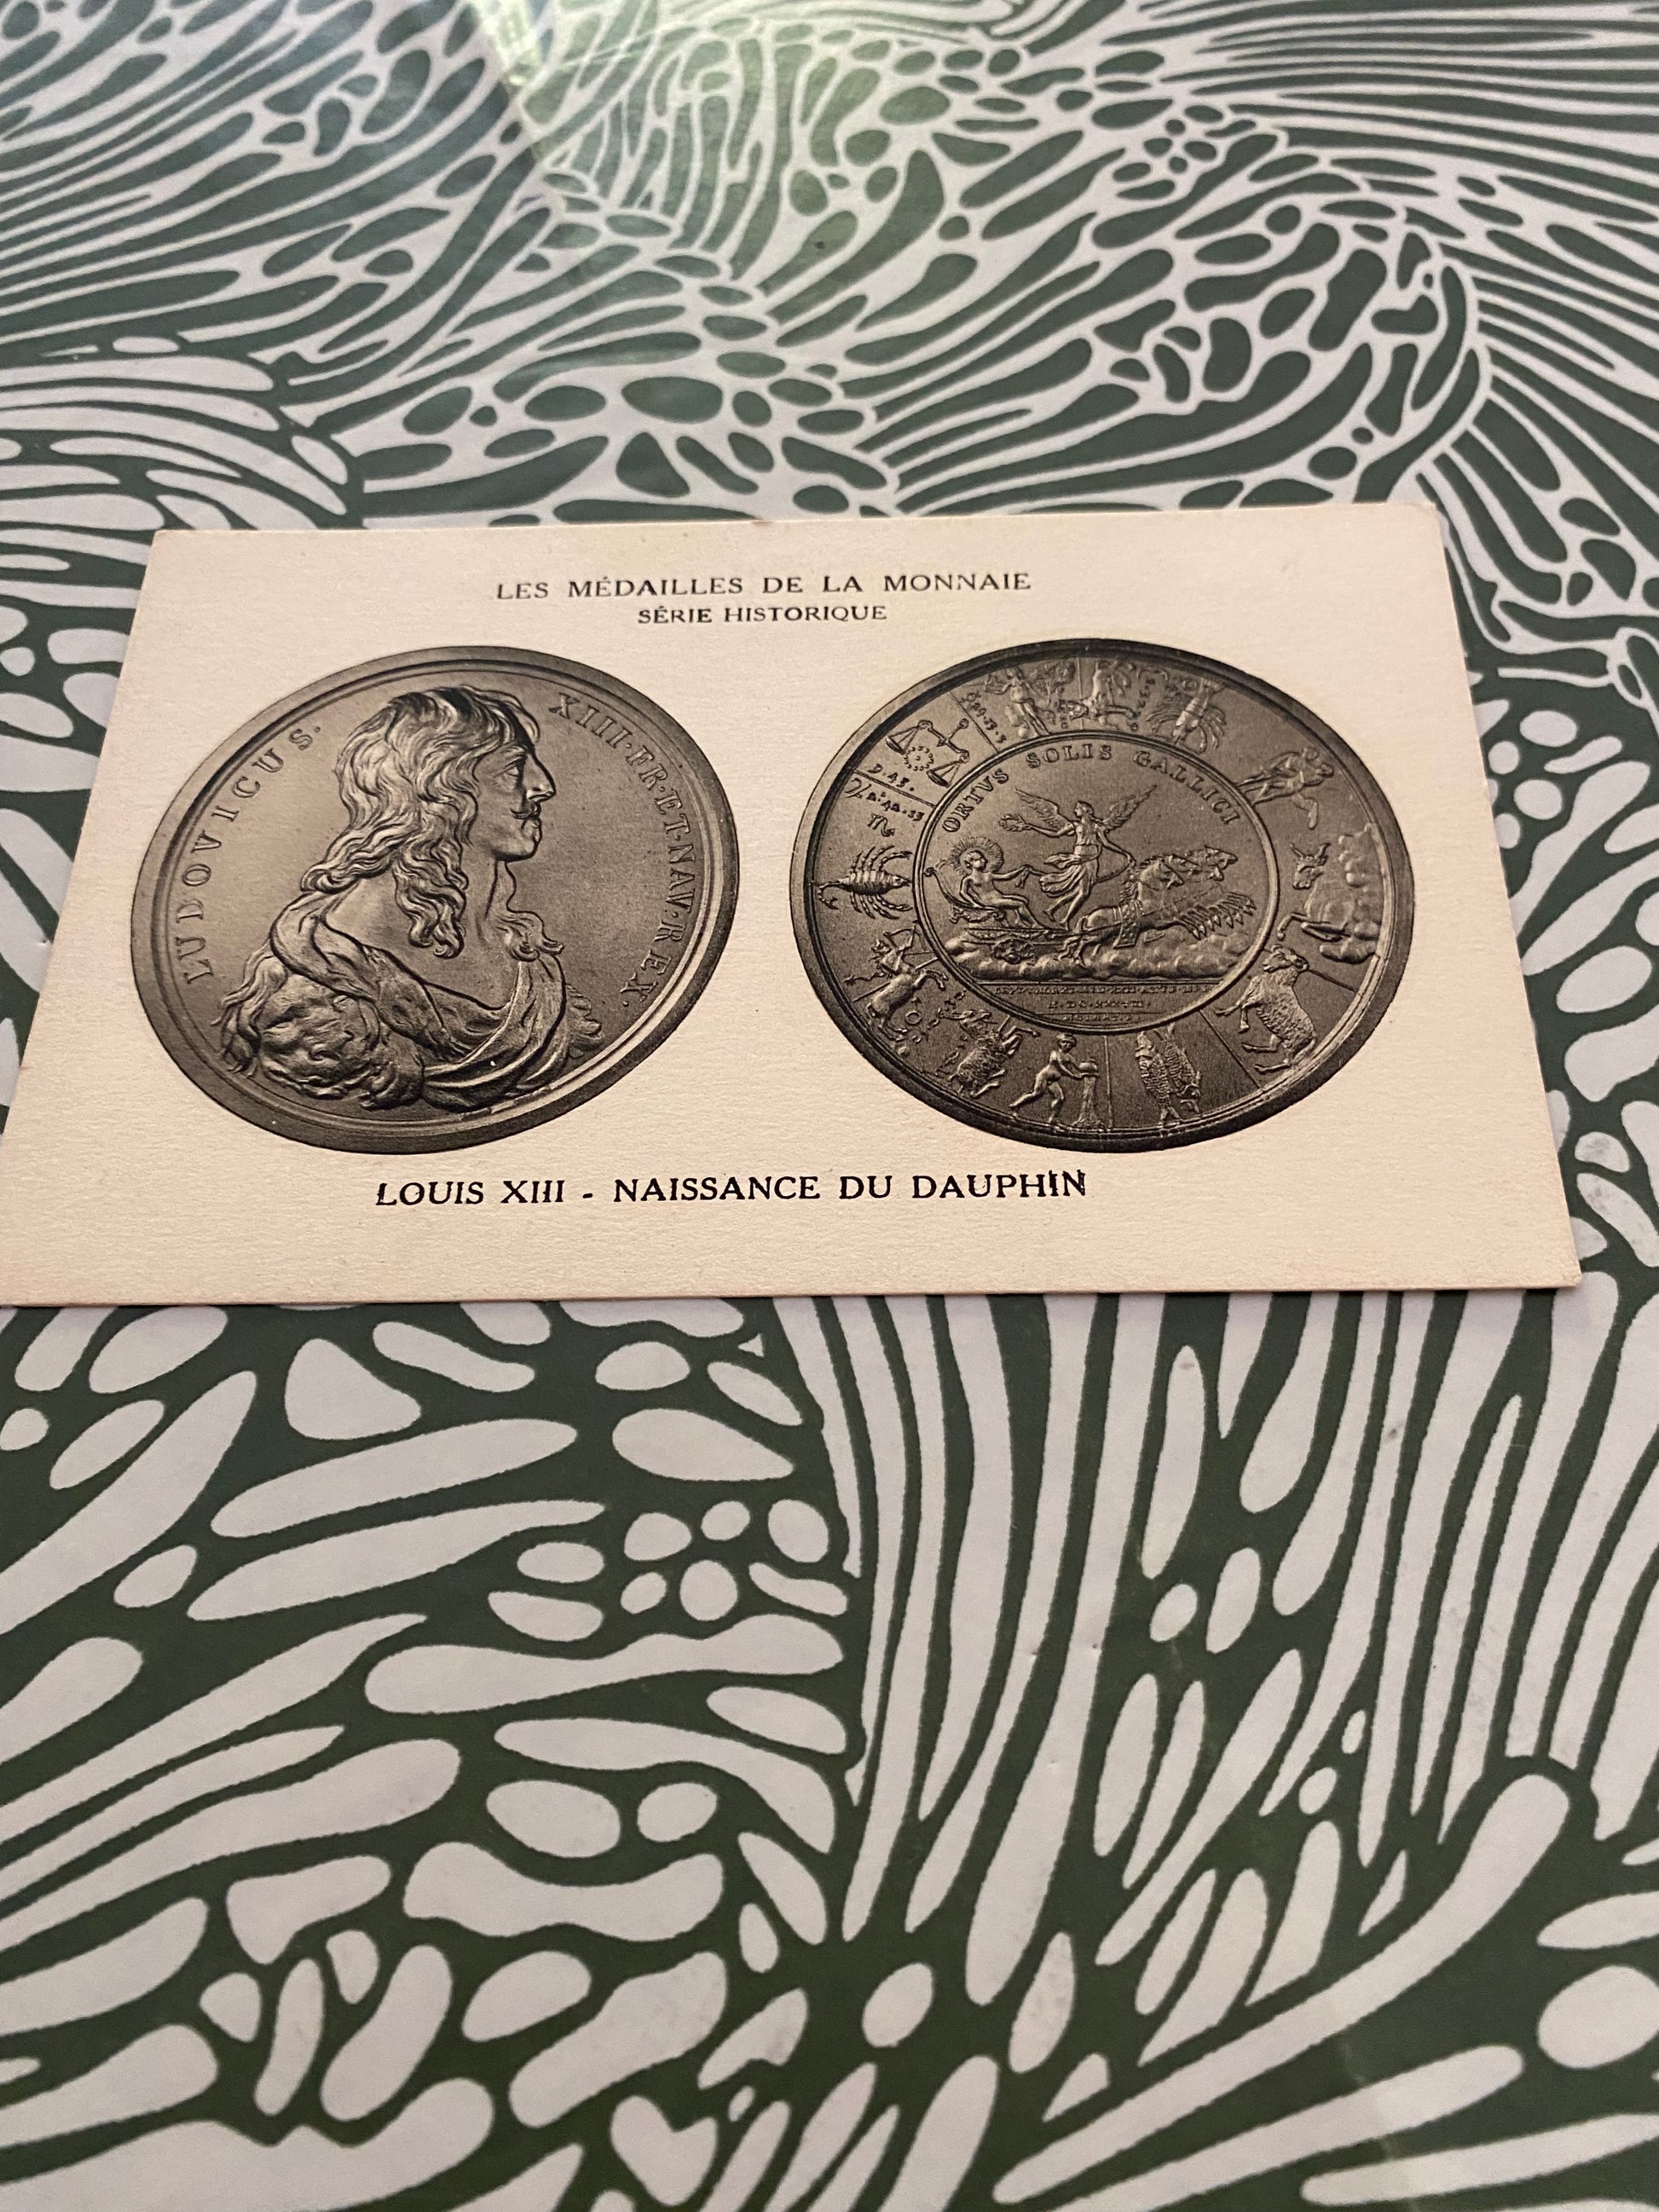 LES MÉDAILLES DE LA MONNAIE
SÉRIE HISTORIQUE
LUDOVICUS. XIII·FR·ET·NAV·REX.
ORTVS SOLIS GALLICI
LOUIS XIII - NAISSANCE DU DAUPHIN